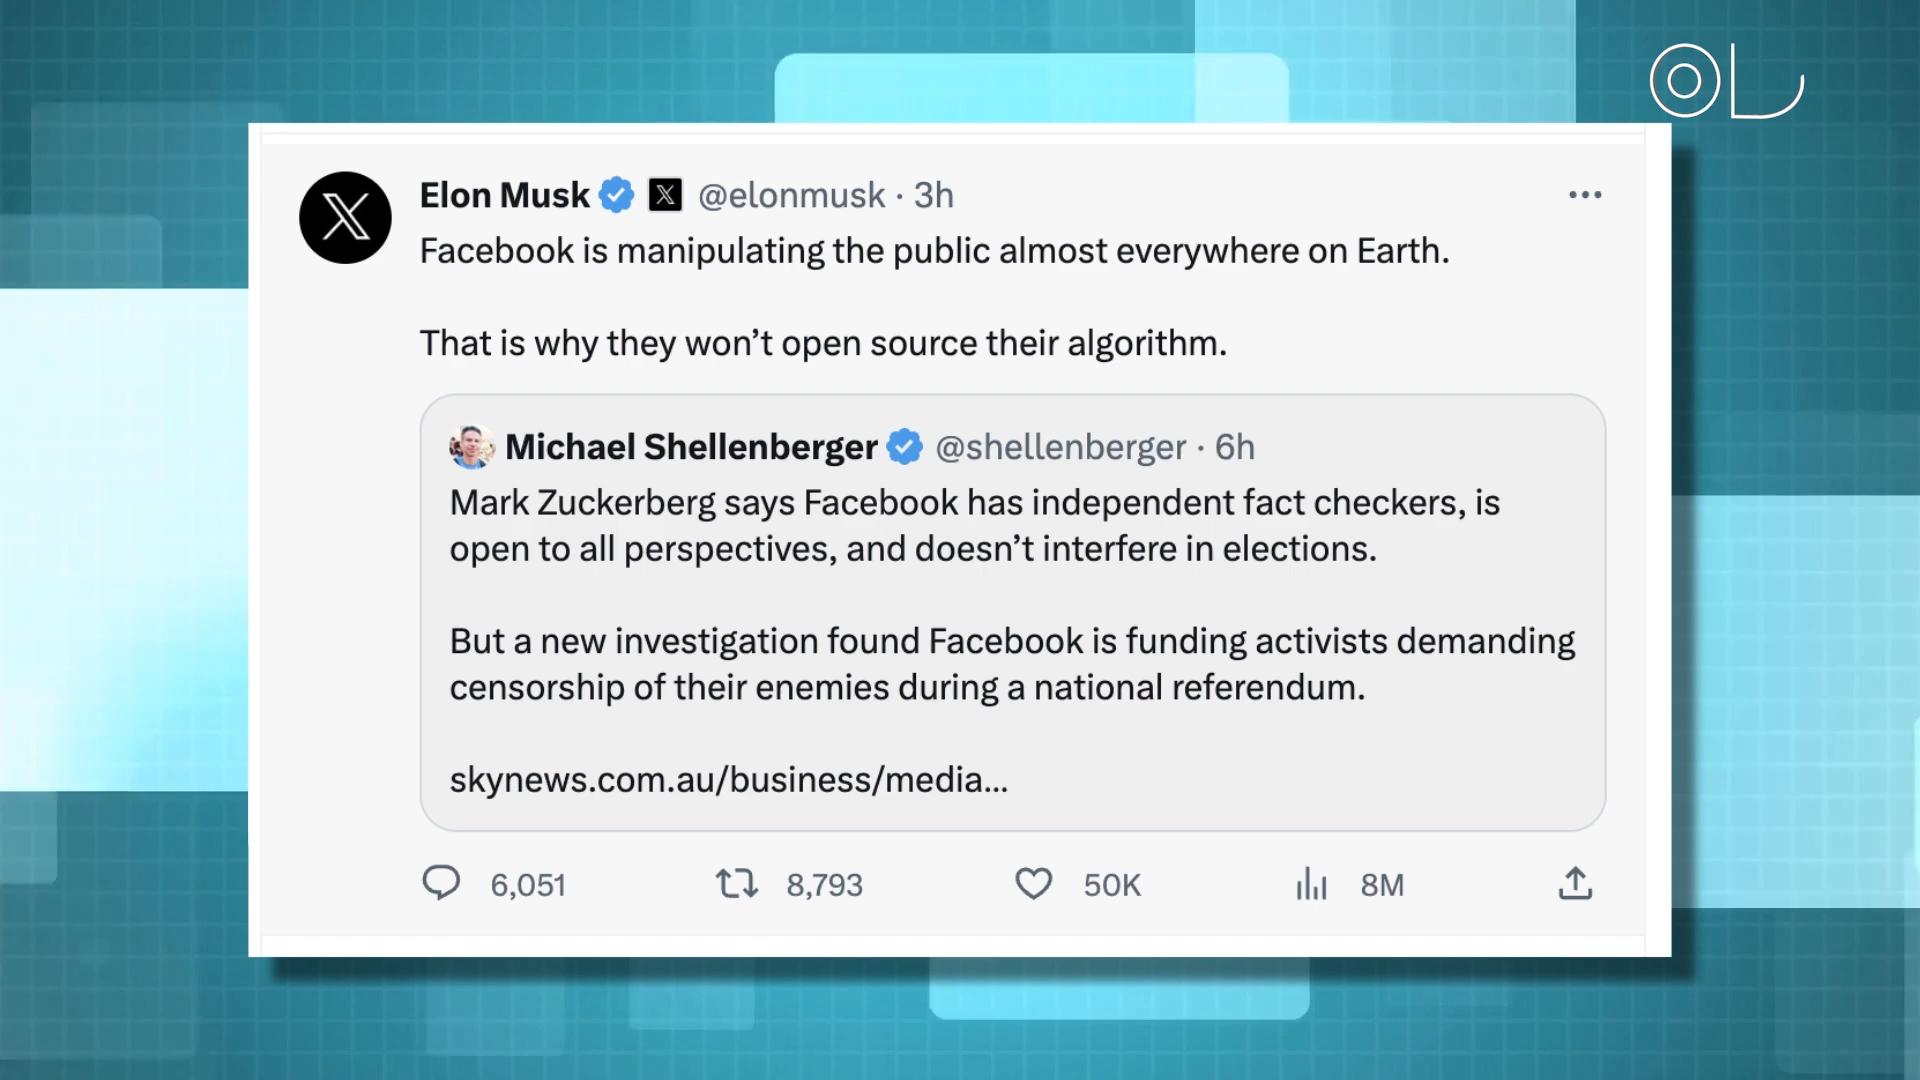 OL
Elon Musk @elonmusk · 3h
Facebook is manipulating the public almost everywhere on Earth.
That is why they won’t open source their algorithm.
Michael Shellenberger @shellenberger · 6h
Mark Zuckerberg says Facebook has independent fact checkers, is
open to all perspectives, and doesn’t interfere in elections.
But a new investigation found Facebook is funding activists demanding
censorship of their enemies during a national referendum.
skynews.com.au/business/media...
6,051 8,793 50K 8M